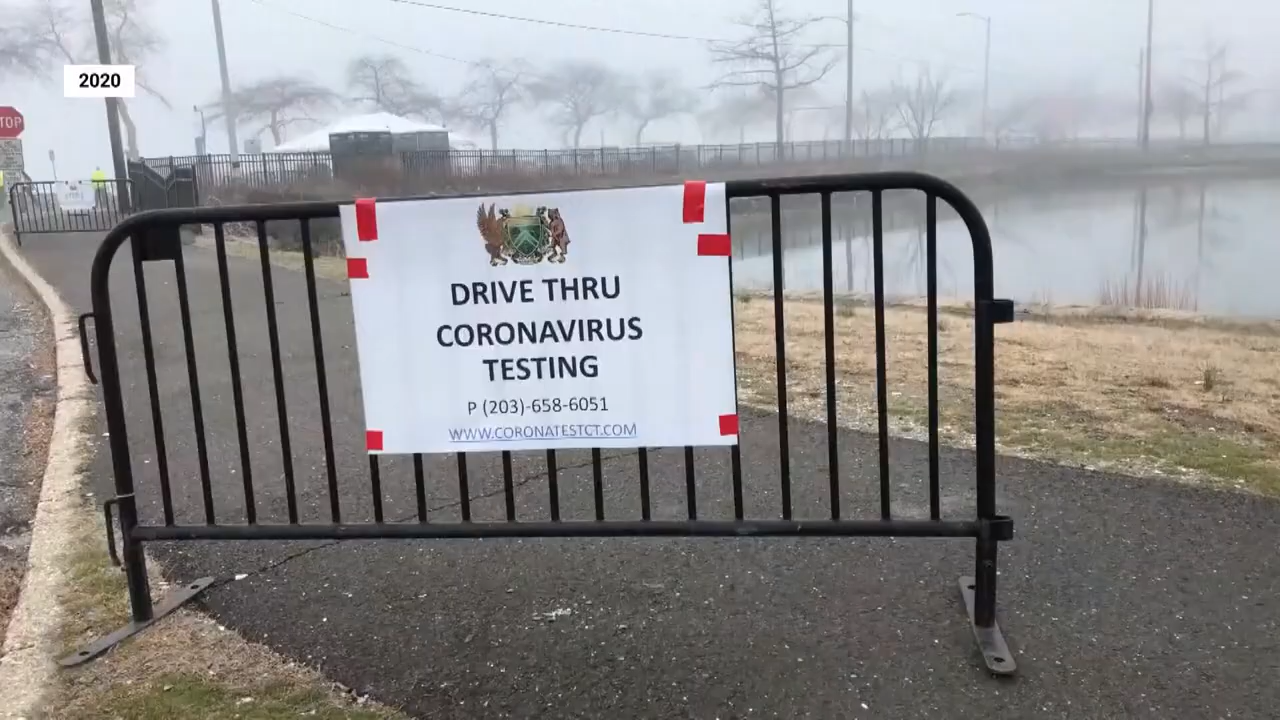 2020
STOP
DRIVE THRU
CORONAVIRUS
TESTING
P (203)-658-6051
WWW.CORONATESTCT.COM